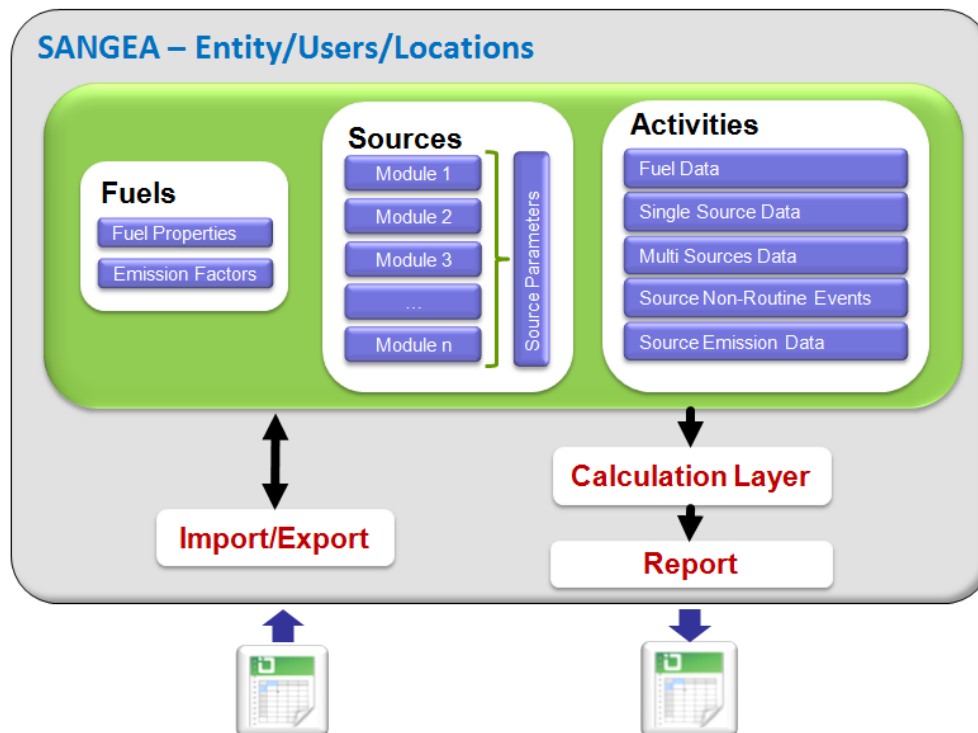 SANGEA – Entity/Users/Locations
Fuels
Fuel Properties
Emission Factors
Sources
Module 1
Module 2
Module 3
...
Module n
Source Parameters
Activities
Fuel Data
Single Source Data
Multi Sources Data
Source Non-Routine Events
Source Emission Data
Import/Export
Calculation Layer
Report